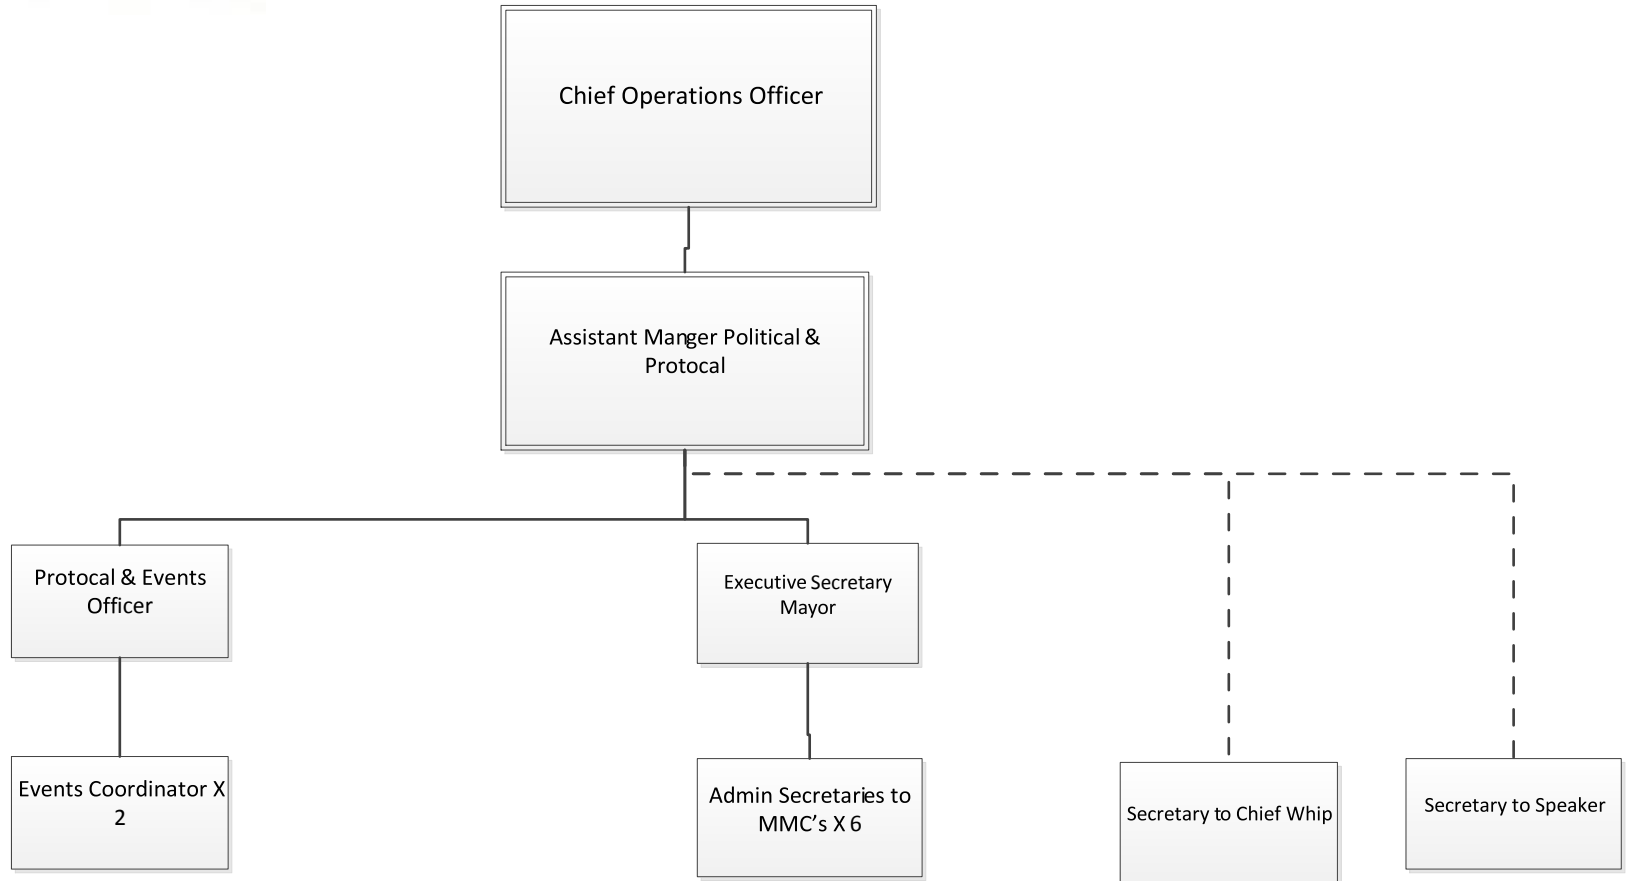 Chief Operations Officer
Assistant Manger Political &
Protocal
Protocal & Events
Officer
Executive Secretary
Mayor
Events Coordinator X
2
Admin Secretaries to
MMC's X 6
Secretary to Chief Whip
Secretary to Speaker